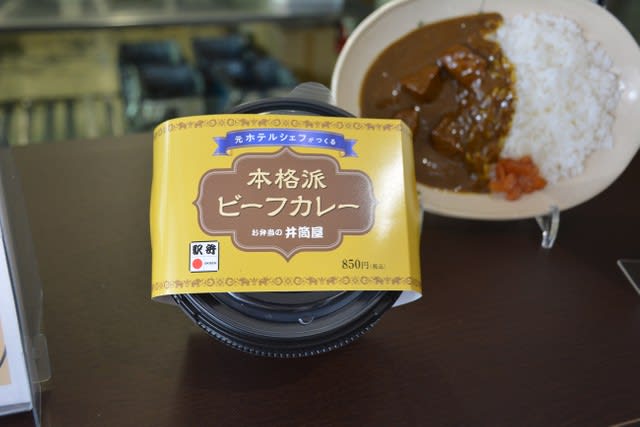 元ホテルシェフがつくる
本格派
ビーフカレー
お弁当の 井筒屋
駅弁
850円(税込)